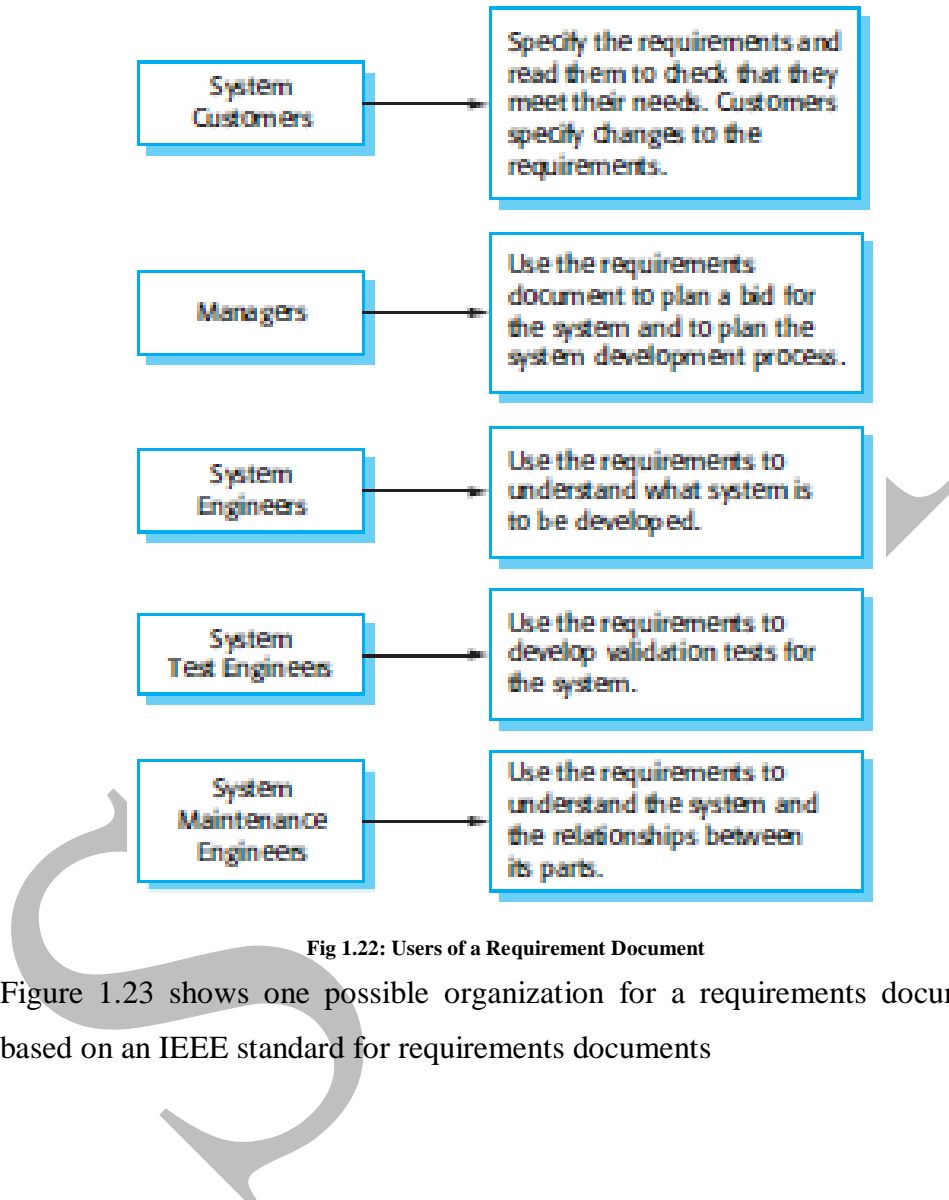 System
Customers
Specify the requirements and
read them to check that they
meet their needs. Customers
specify changes to the
requirements.
Managers
Use the requirements
document to plan a bid for
the system and to plan the
system development process.
System
Engineers
Use the requirements to
understand what system is
to be developed.
System
Test Engineers
Use the requirements to
develop validation tests for
the system.
System
Maintenance
Engineers
Use the requirements to
understand the system and
the relationships between
its parts.
Fig 1.22: Users of a Requirement Document
Figure 1.23 shows one possible organization for a requirements docu
based on an IEEE standard for requirements documents